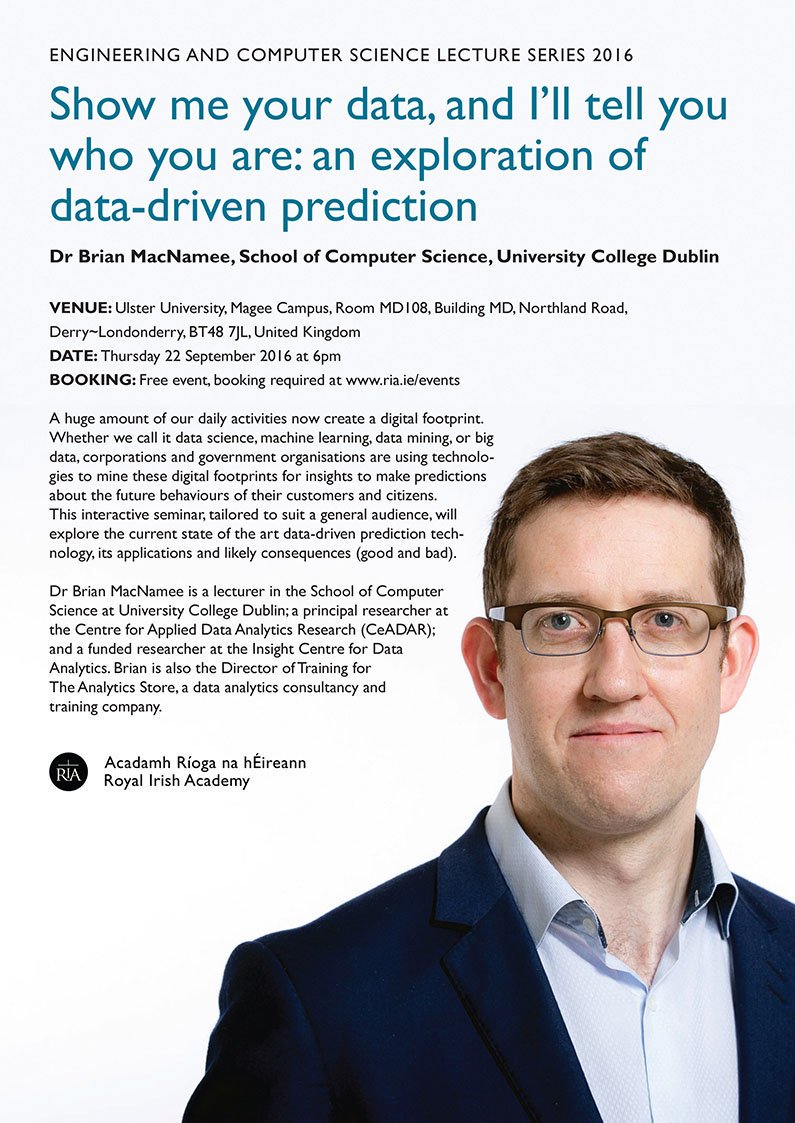 ENGINEERING AND COMPUTER SCIENCE LECTURE SERIES 2016
Show me your data, and I’ll tell you
who you are: an exploration of
data-driven prediction
Dr Brian MacNamee, School of Computer Science, University College Dublin
VENUE: Ulster University, Magee Campus, Room MD108, Building MD, Northland Road,
Derry~Londonderry, BT48 7JL, United Kingdom
DATE: Thursday 22 September 2016 at 6pm
BOOKING: Free event, booking required at www.ria.ie/events
A huge amount of our daily activities now create a digital footprint.
Whether we call it data science, machine learning, data mining, or big
data, corporations and government organisations are using technolo-
gies to mine these digital footprints for insights to make predictions
about the future behaviours of their customers and citizens.
This interactive seminar, tailored to suit a general audience, will
explore the current state of the art data-driven prediction tech-
nology, its applications and likely consequences (good and bad).
Dr Brian MacNamee is a lecturer in the School of Computer
Science at University College Dublin; a principal researcher at
the Centre for Applied Data Analytics Research (CeADAR);
and a funded researcher at the Insight Centre for Data
Analytics. Brian is also the Director of Training for
The Analytics Store, a data analytics consultancy and
training company.
RIA
Acadamh Ríoga na hÉireann
Royal Irish Academy